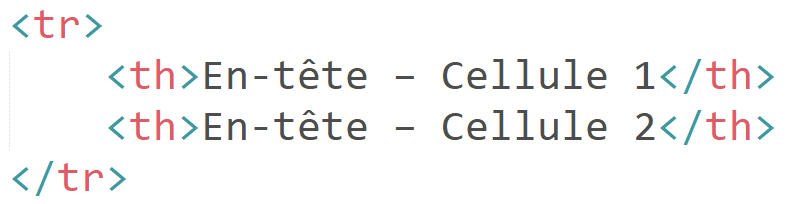 <tr>
<th>En-tête – Cellule 1</th>
<th>En-tête – Cellule 2</th>
</tr>